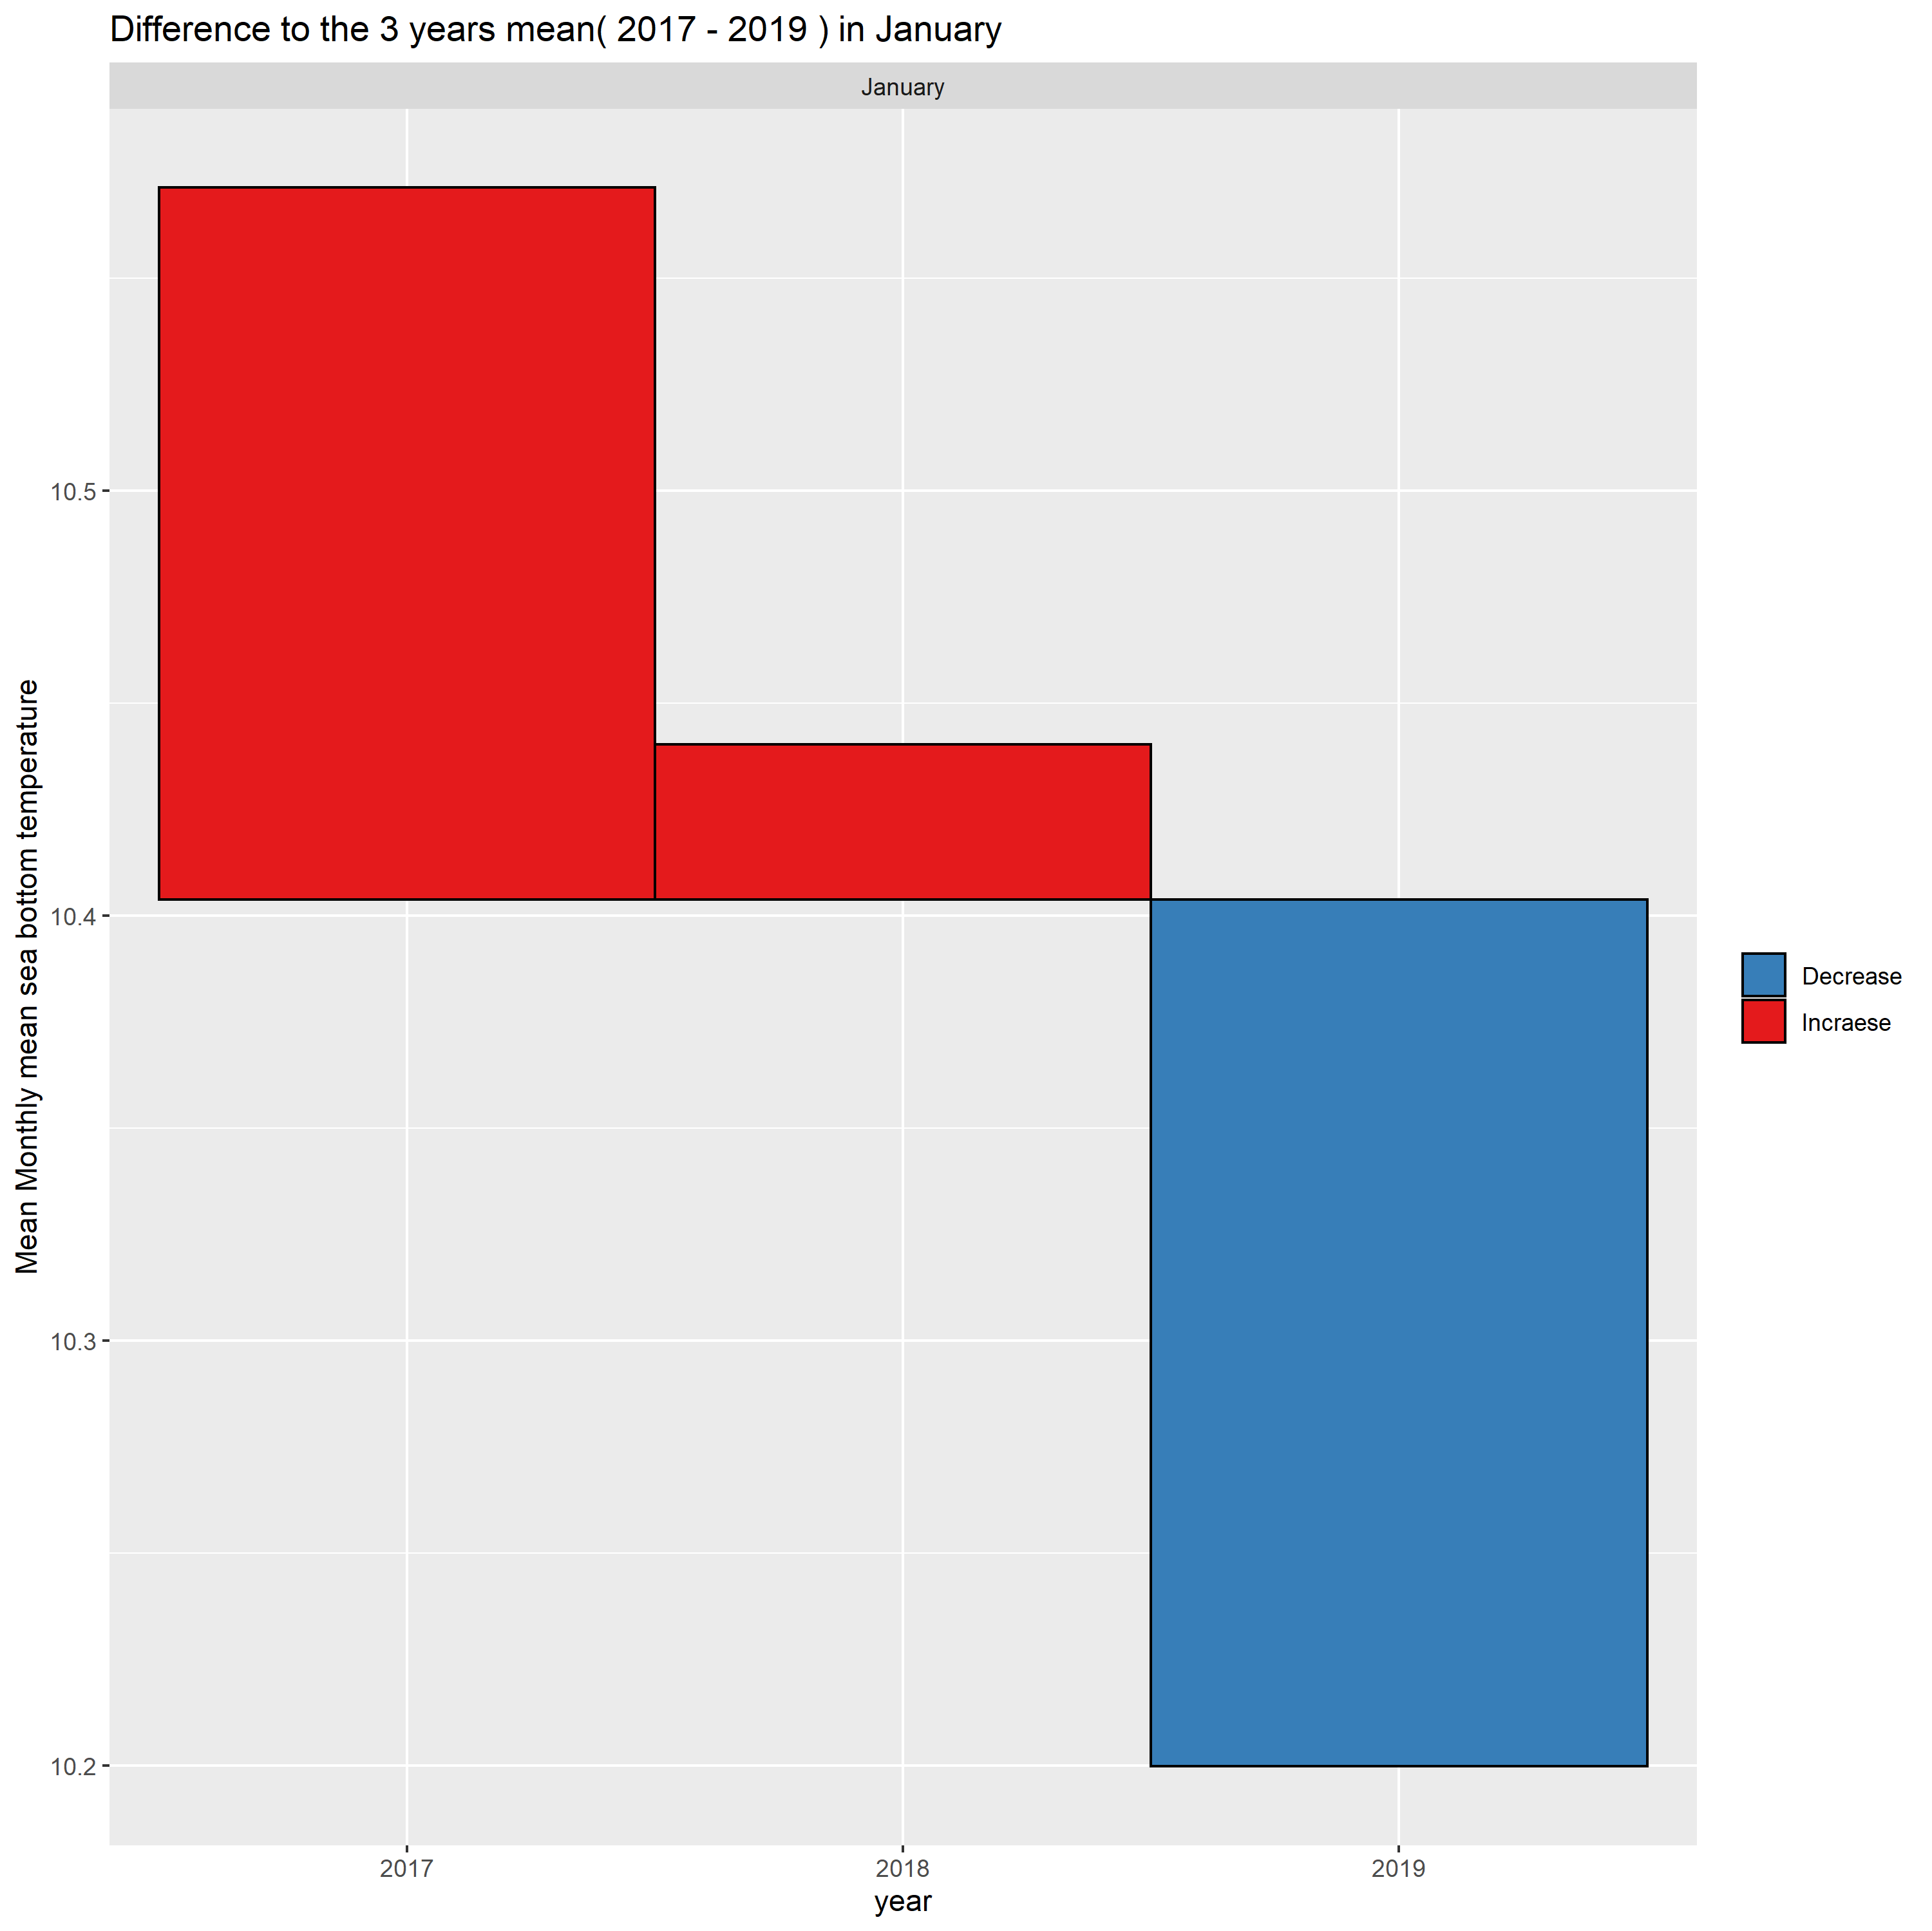 Difference to the 3 years mean( 2017 - 2019 ) in January
January
Mean Monthly mean sea bottom temperature
10.5
10.4
10.3
10.2
2017
2018
2019
year
Decrease
Incraese